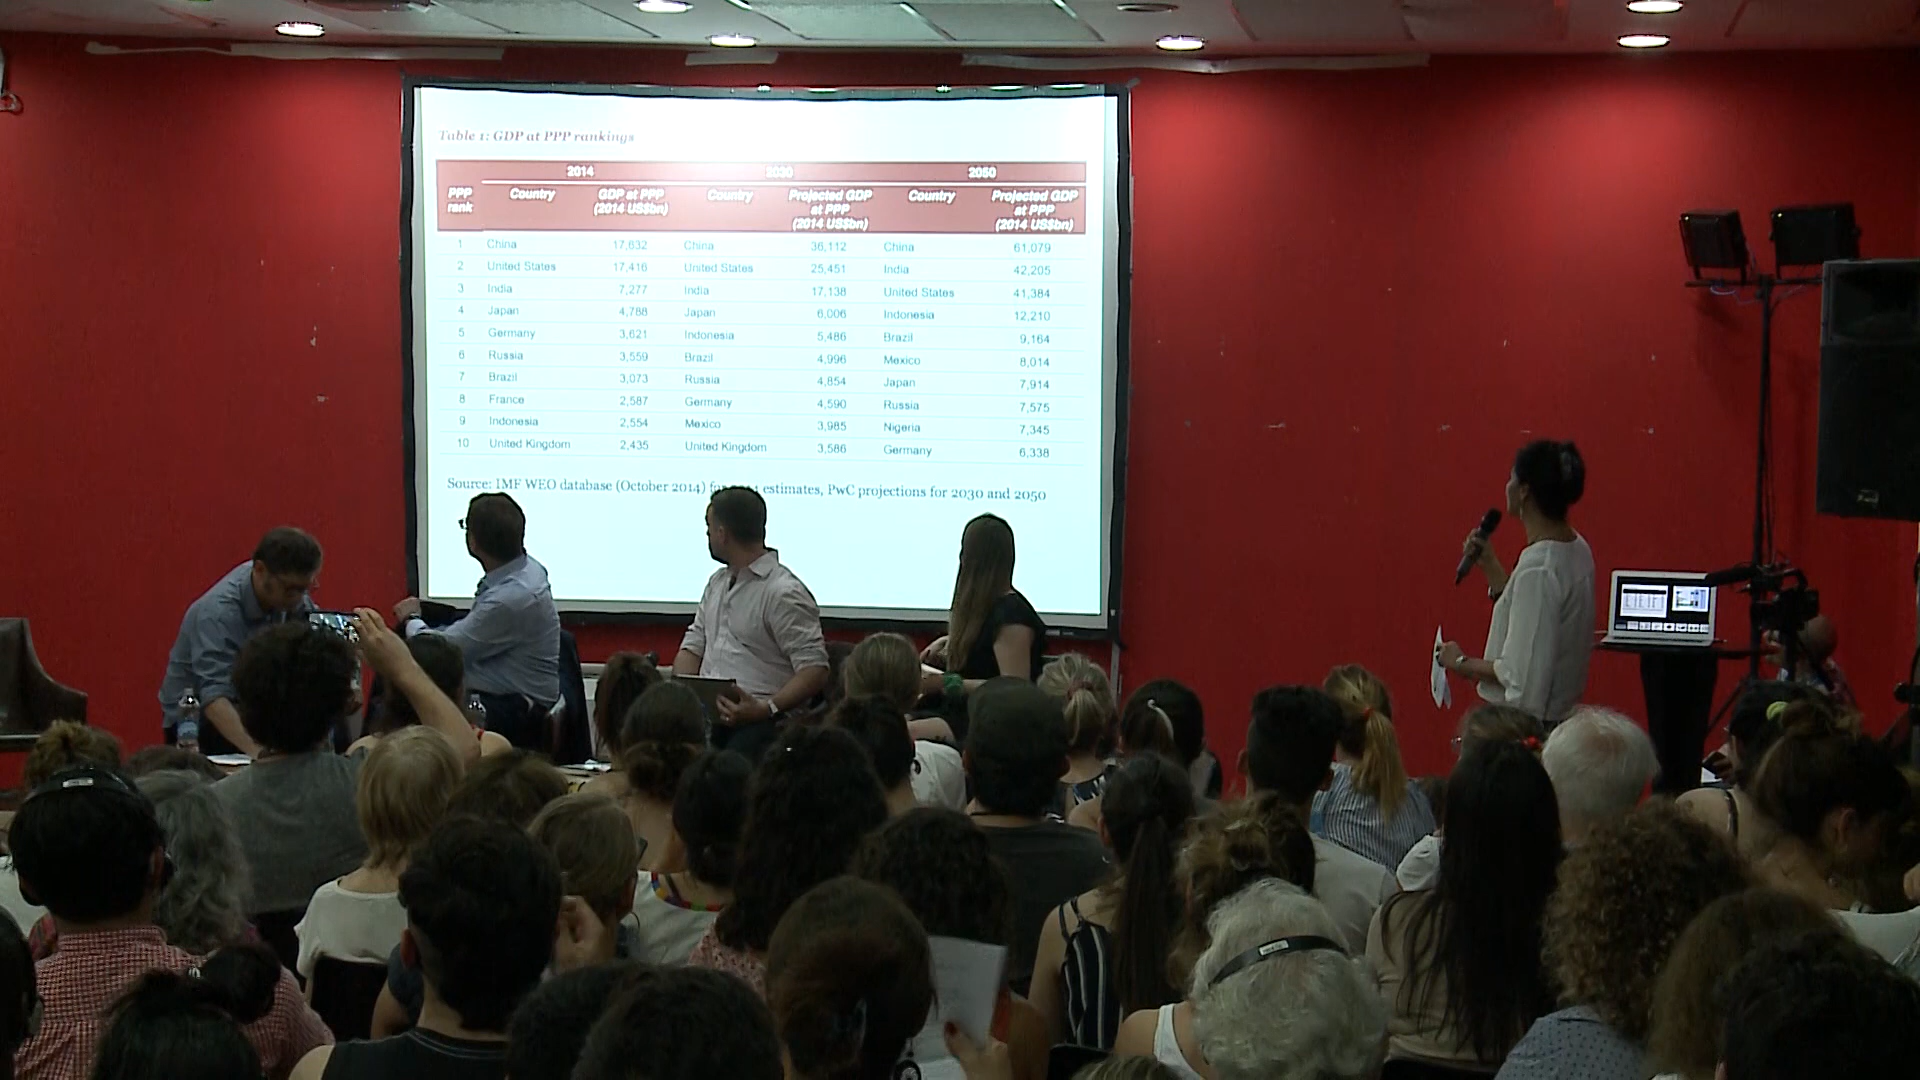 Table 1: GDP at PPP rankings
2014 2030 2050
PPP rank Country GDP at PPP (2014 US$bn) Country Projected GDP at PPP (2014 US$bn) Country Projected GDP at PPP (2014 US$bn)
1 China 17,632 China 36,112 China 61,079
2 United States 17,416 United States 25,451 India 42,205
3 India 7,277 India 17,138 United States 41,384
4 Japan 4,788 Japan 6,006 Indonesia 12,210
5 Germany 3,621 Indonesia 5,486 Brazil 9,164
6 Russia 3,559 Brazil 4,996 Mexico 8,014
7 Brazil 3,073 Russia 4,854 Japan 7,914
8 France 2,587 Germany 4,590 Russia 7,575
9 Indonesia 2,554 Mexico 3,985 Nigeria 7,345
10 United Kingdom 2,435 United Kingdom 3,586 Germany 6,338
Source: IMF WEO database (October 2014) estimates, PwC projections for 2030 and 2050